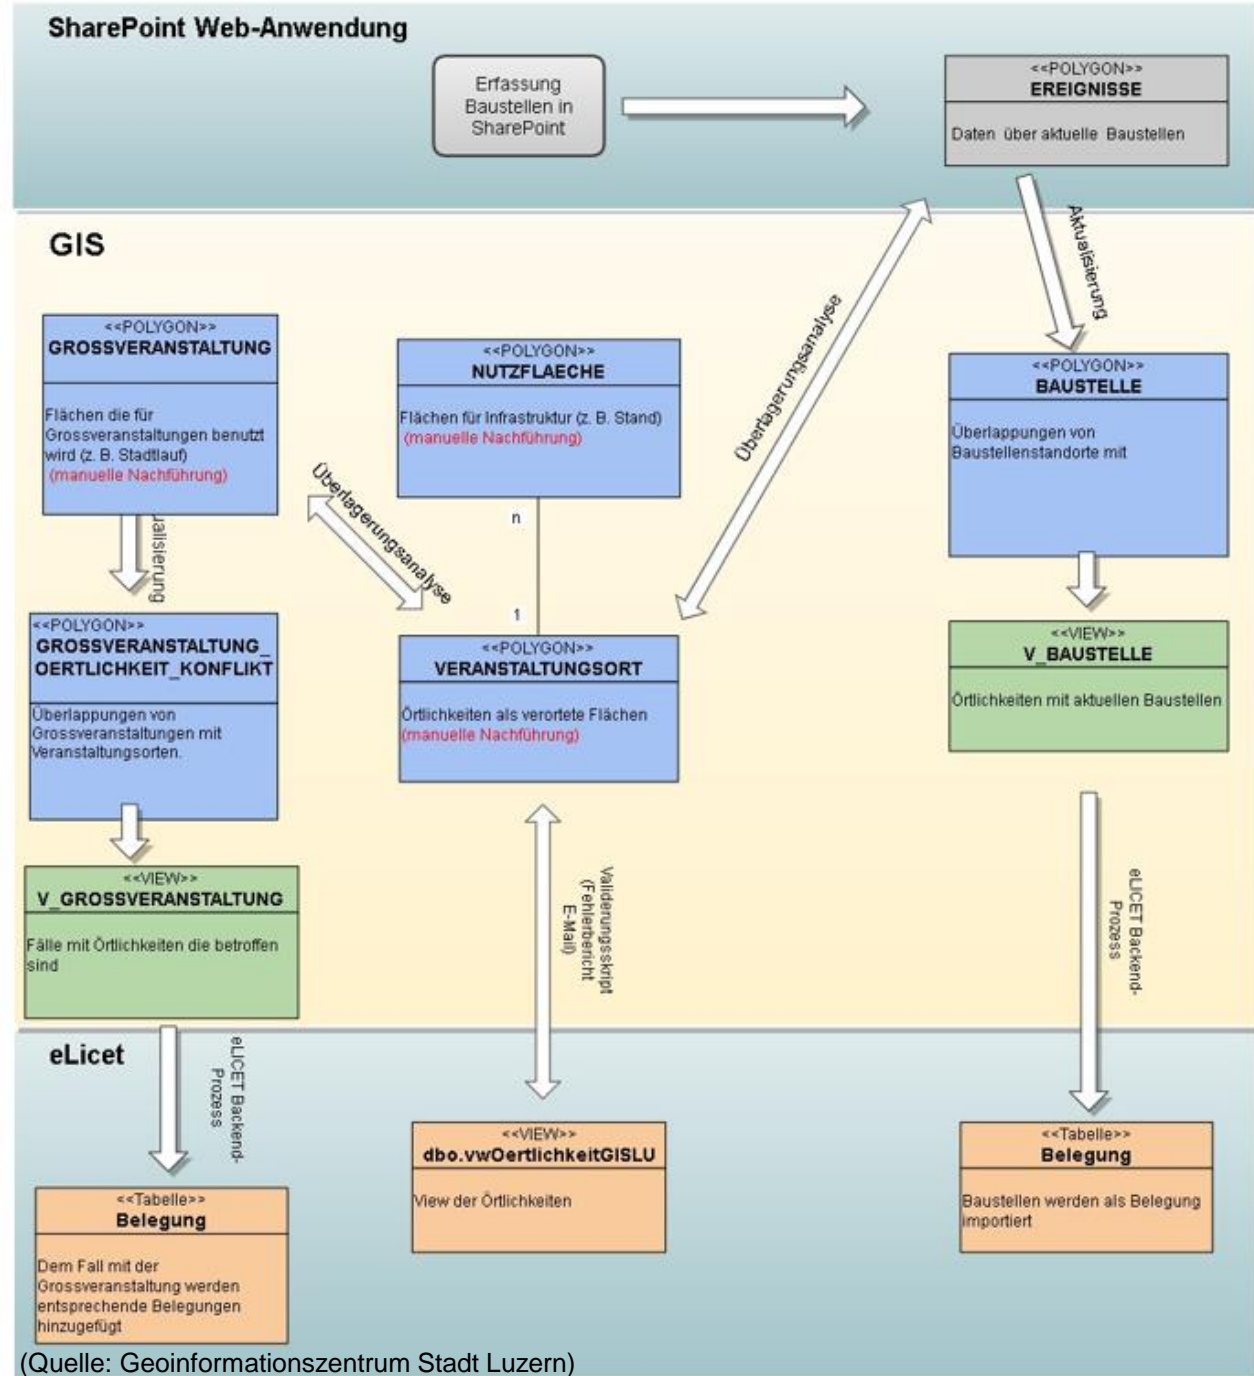 SharePoint Web-Anwendung
Erfassung
Baustellen in
SharePoint
<<POLYGON>>
EREIGNISSE
Daten über aktuelle Baustellen
Aktualisierung
GIS
Überlagerungsanalyse
<<POLYGON>>
GROSSVERANSTALTUNG
Flächen die für
Grossveranstaltungen benutzt
wird (z. B. Stadtlauf)
(manuelle Nachführung)
<<POLYGON>>
NUTZFLAECHE
Flächen für Infrastruktur (z. B. Stand)
(manuelle Nachführung)
<<POLYGON>>
BAUSTELLE
Überlappungen von
Baustellenstandorte mit
ualisierung
Überlagerungsanalyse
n
1
<<POLYGON>>
GROSSVERANSTALTUNG_
OERTLICHKEIT_KONFLIKT
Überlappungen von
Grossveranstaltungen mit
Veranstaltungsorten.
<<POLYGON>>
VERANSTALTUNGSORT
Örtlichkeiten als verortete Flächen
(manuelle Nachführung)
<<VIEW>>
V_BAUSTELLE
Örtlichkeiten mit aktuellen Baustellen
<<VIEW>>
V_GROSSVERANSTALTUNG
Fälle mit Örtlichkeiten die betroffen
sind
Validerungsskript
(Fehlerbericht
E-Mail)
eLICET Backend-
Prozess
eLicet
eLICET Backend-
Prozess
<<Tabelle>>
Belegung
Dem Fall mit der
Grossveranstaltung werden
entsprechende Belegungen
hinzugefügt
<<VIEW>>
dbo.vwOertlichkeitGISLU
View der Örtlichkeiten
<<Tabelle>>
Belegung
Baustellen werden als Belegung
importiert
(Quelle: Geoinformationszentrum Stadt Luzern)